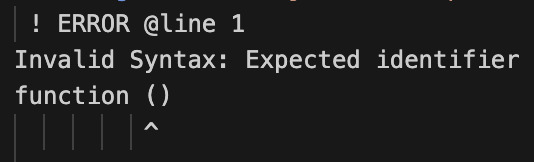 ! ERROR @line 1
Invalid Syntax: Expected identifier
function ()
^